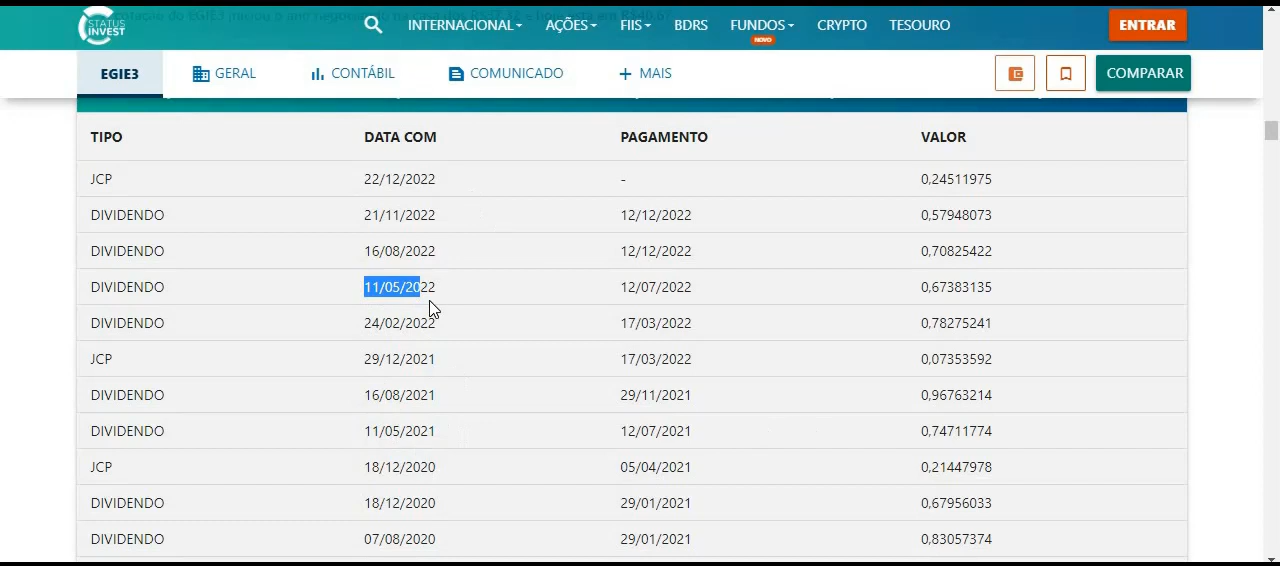 STATUS INVEST
INTERNACIONAL AÇÕES FIIS BDRS FUNDOS CRYPTO TESOURO ENTRAR
NOVO
EGIE3 GERAL CONTÁBIL COMUNICADO + MAIS COMPARAR
TIPO DATA COM PAGAMENTO VALOR
JCP 22/12/2022 - 0,24511975
DIVIDENDO 21/11/2022 12/12/2022 0,57948073
DIVIDENDO 16/08/2022 12/12/2022 0,70825422
DIVIDENDO 11/05/2022 12/07/2022 0,67383135
DIVIDENDO 24/02/2022 17/03/2022 0,78275241
JCP 29/12/2021 17/03/2022 0,07353592
DIVIDENDO 16/08/2021 29/11/2021 0,96763214
DIVIDENDO 11/05/2021 12/07/2021 0,74711774
JCP 18/12/2020 05/04/2021 0,21447978
DIVIDENDO 18/12/2020 29/01/2021 0,67956033
DIVIDENDO 07/08/2020 29/01/2021 0,83057374